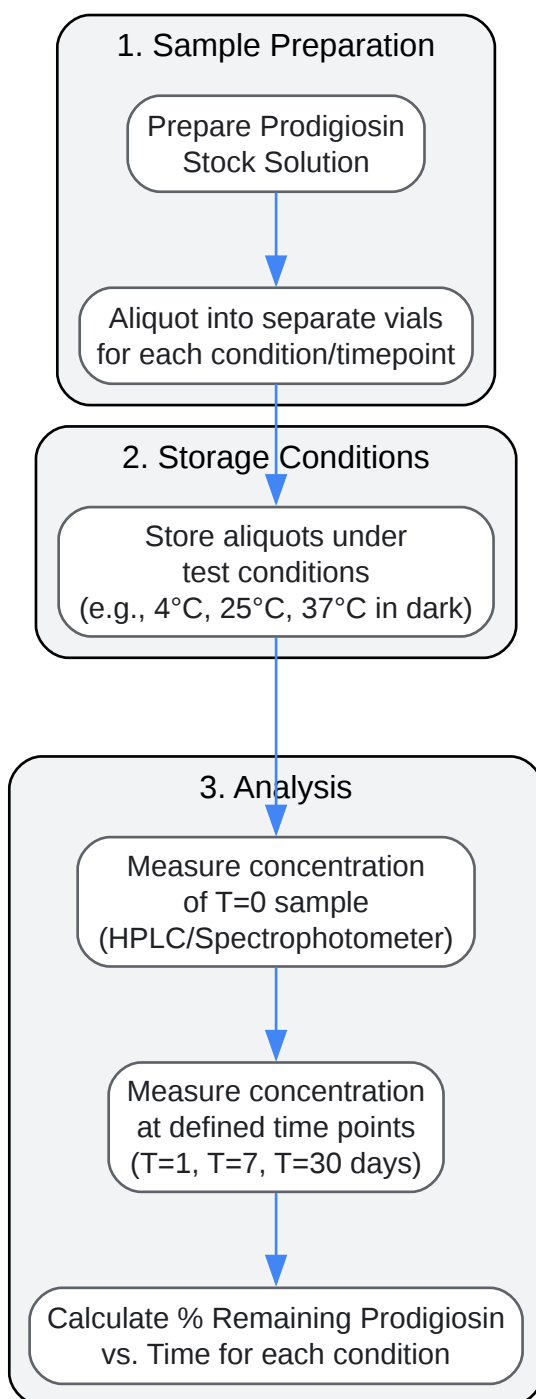 1. Sample Preparation
Prepare Prodigiosin
Stock Solution
Aliquot into separate vials
for each condition/timepoint
2. Storage Conditions
Store aliquots under
test conditions
(e.g., 4°C, 25°C, 37°C in dark)
3. Analysis
Measure concentration
of T=0 sample
(HPLC/Spectrophotometer)
Measure concentration
at defined time points
(T=1, T=7, T=30 days)
Calculate % Remaining Prodigiosin
vs. Time for each condition